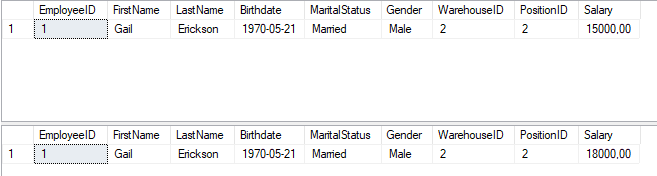 EmployeeID FirstName LastName Birthdate MaritalStatus Gender WarehouseID PositionID Salary
1 1 Gail Erickson 1970-05-21 Married Male 2 2 15000,00
EmployeeID FirstName LastName Birthdate MaritalStatus Gender WarehouseID PositionID Salary
1 1 Gail Erickson 1970-05-21 Married Male 2 2 18000,00